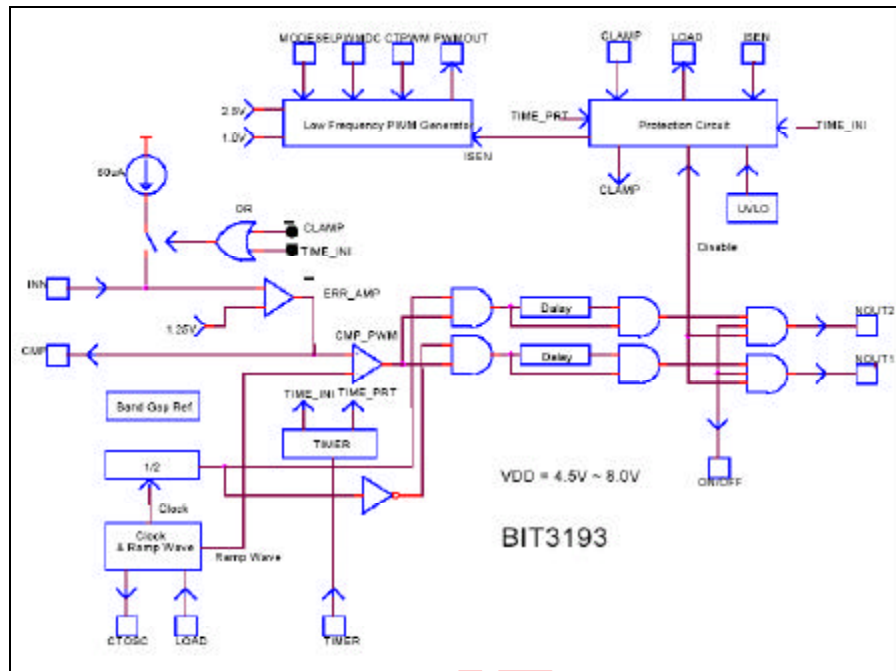 MODESEL PWMDC CTPWM PWMOUT
CLAMP LOAD ISEN
2.5V
1.0V
Low Frequency PWM Generator
TIME_PRT
Protection Circuit
TIME_INI
ISEN
CLAMP
UVLO
Disable
OR
CLAMP
TIME_INI
INN
ERR_AMP
1.25V
CMP
CMP_PWM
Delay
Delay
NOUT2
NOUT1
TIME_INI TIME_PRT
Band Gap Ref.
TIMER
1/2
Clock
Clock
& Ramp Wave
Ramp Wave
ON/OFF
VDD = 4.5V ~ 8.0V
BIT3193
CTOSC LOAD TIMER